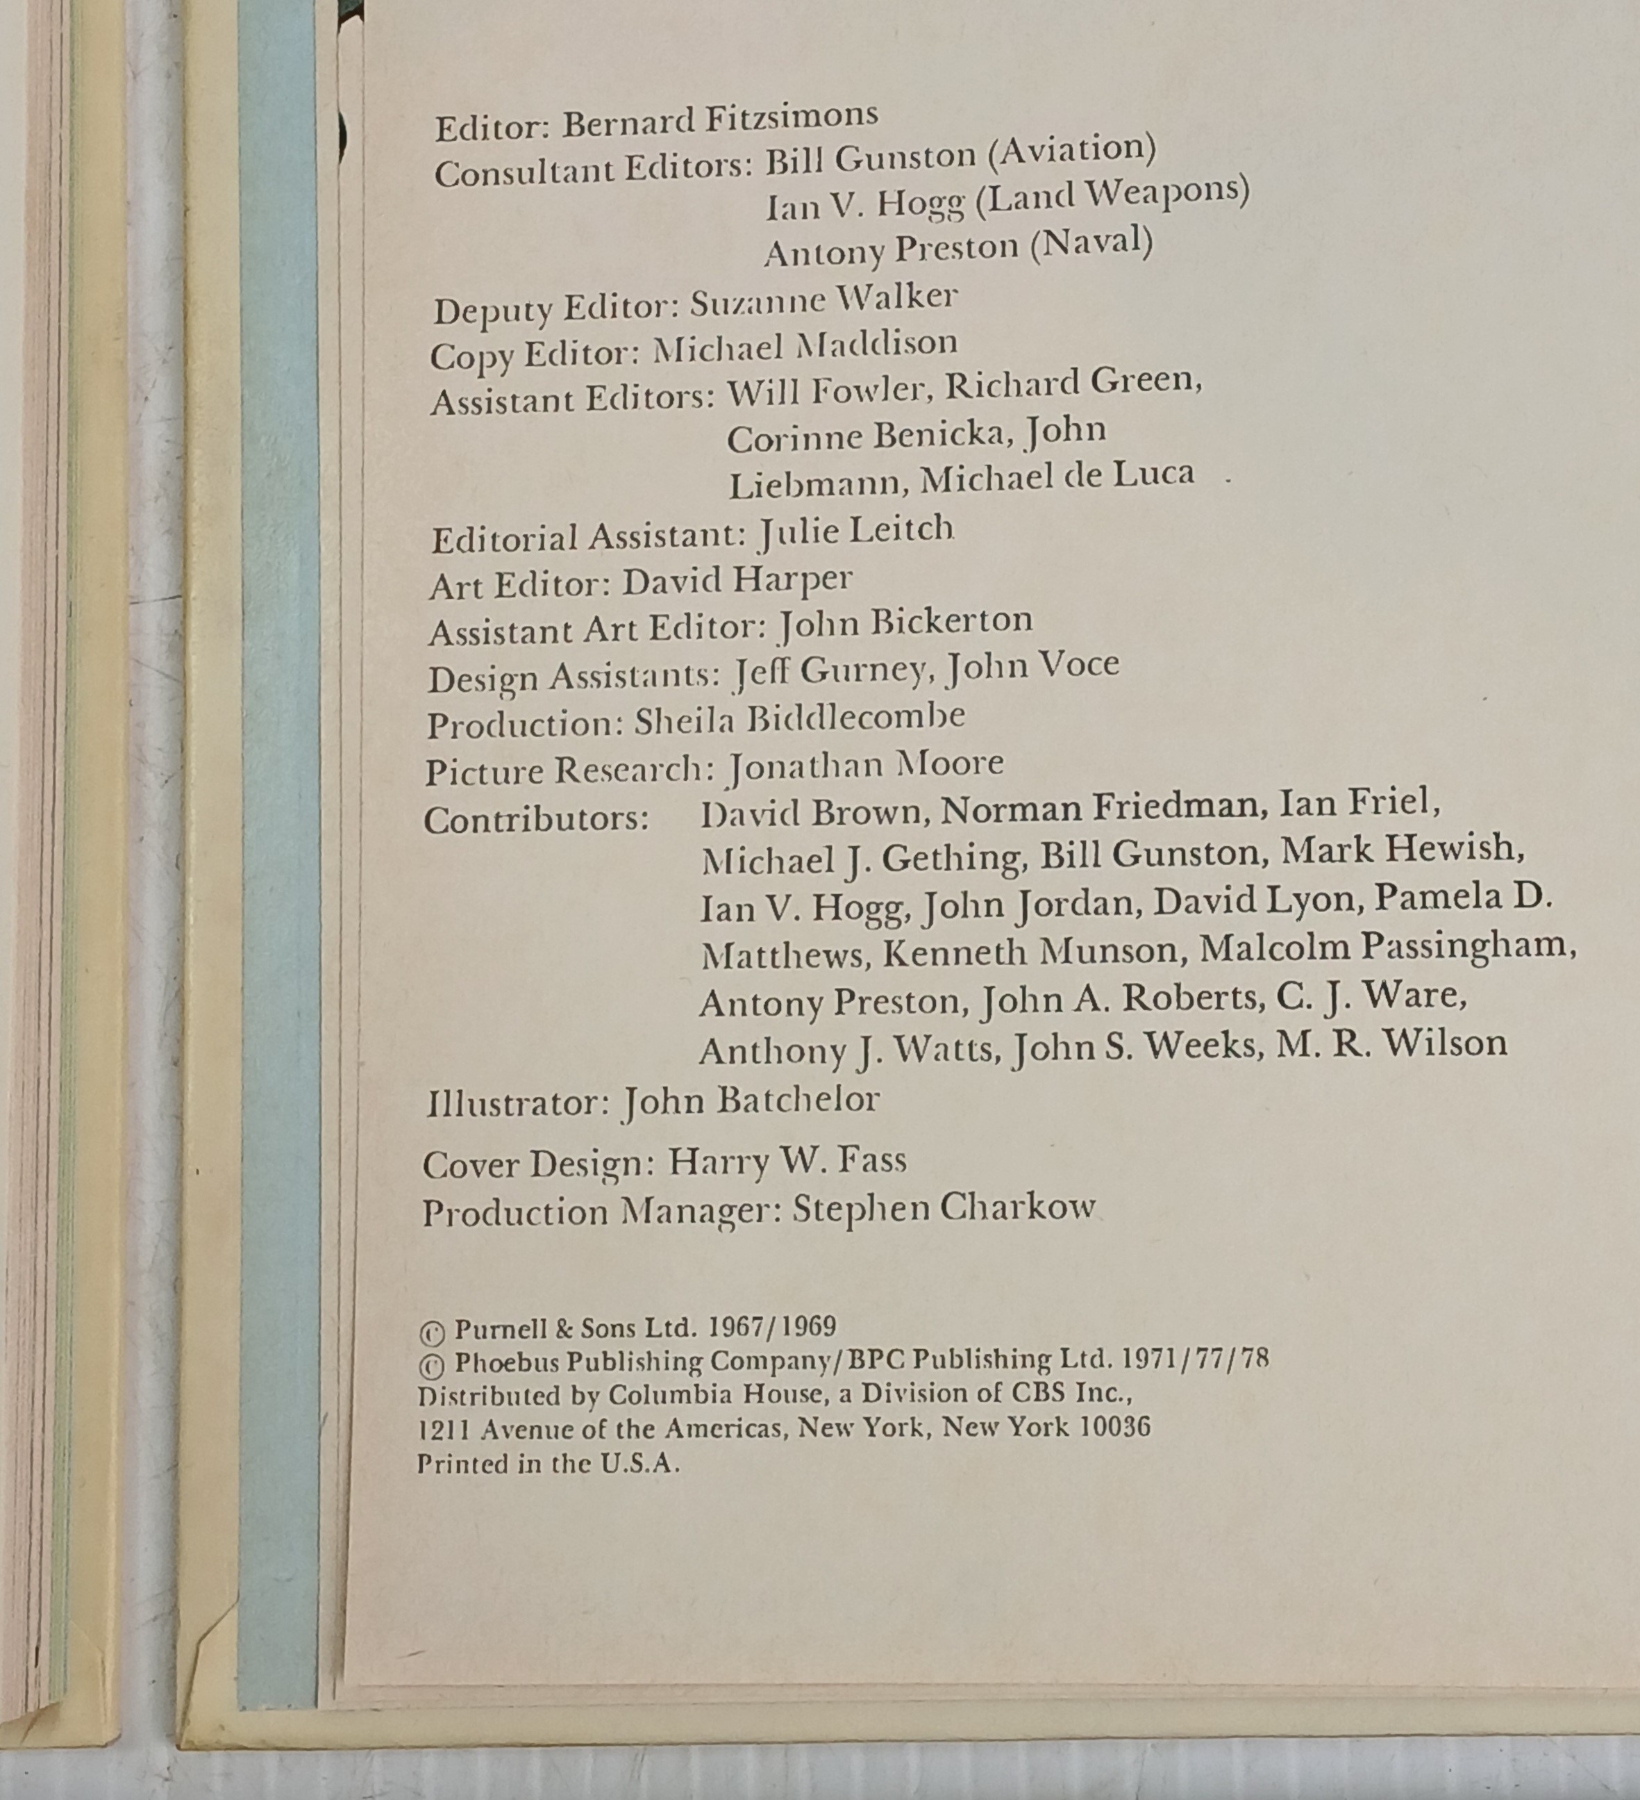 Editor: Bernard Fitzsimons
Consultant Editors: Bill Gunston (Aviation)
Ian V. Hogg (Land Weapons)
Antony Preston (Naval)
Deputy Editor: Suzanne Walker
Copy Editor: Michael Maddison
Assistant Editors: Will Fowler, Richard Green,
Corinne Benicka, John
Liebmann, Michael de Luca
Editorial Assistant: Julie Leitch
Art Editor: David Harper
Assistant Art Editor: John Bickerton
Design Assistants: Jeff Gurney, John Voce
Production: Sheila Biddlecombe
Picture Research: Jonathan Moore
Contributors: David Brown, Norman Friedman, Ian Friel,
Michael J. Gething, Bill Gunston, Mark Hewish,
Ian V. Hogg, John Jordan, David Lyon, Pamela D.
Matthews, Kenneth Munson, Malcolm Passingham,
Antony Preston, John A. Roberts, C. J. Ware,
Anthony J. Watts, John S. Weeks, M. R. Wilson
Illustrator: John Batchelor
Cover Design: Harry W. Fass
Production Manager: Stephen Charkow
© Purnell & Sons Ltd. 1967/1969
© Phoebus Publishing Company/BPC Publishing Ltd. 1971/77/78
Distributed by Columbia House, a Division of CBS Inc.,
1211 Avenue of the Americas, New York, New York 10036
Printed in the U.S.A.